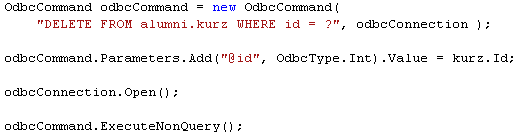 OdbcCommand odbcCommand = new OdbcCommand(
"DELETE FROM alumni.kurz WHERE id = ?", odbcConnection );
odbcCommand.Parameters.Add("@id", OdbcType.Int).Value = kurz.Id;
odbcConnection.Open();
odbcCommand.ExecuteNonQuery();